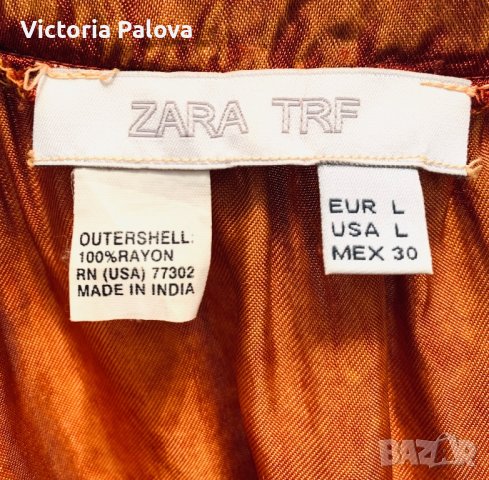 Victoria Palova
ZARA TRF
OUTERSHELL:
100%RAYON
RN (USA) 77302
MADE IN INDIA
EUR L
USA L
MEX 30
BAZAR